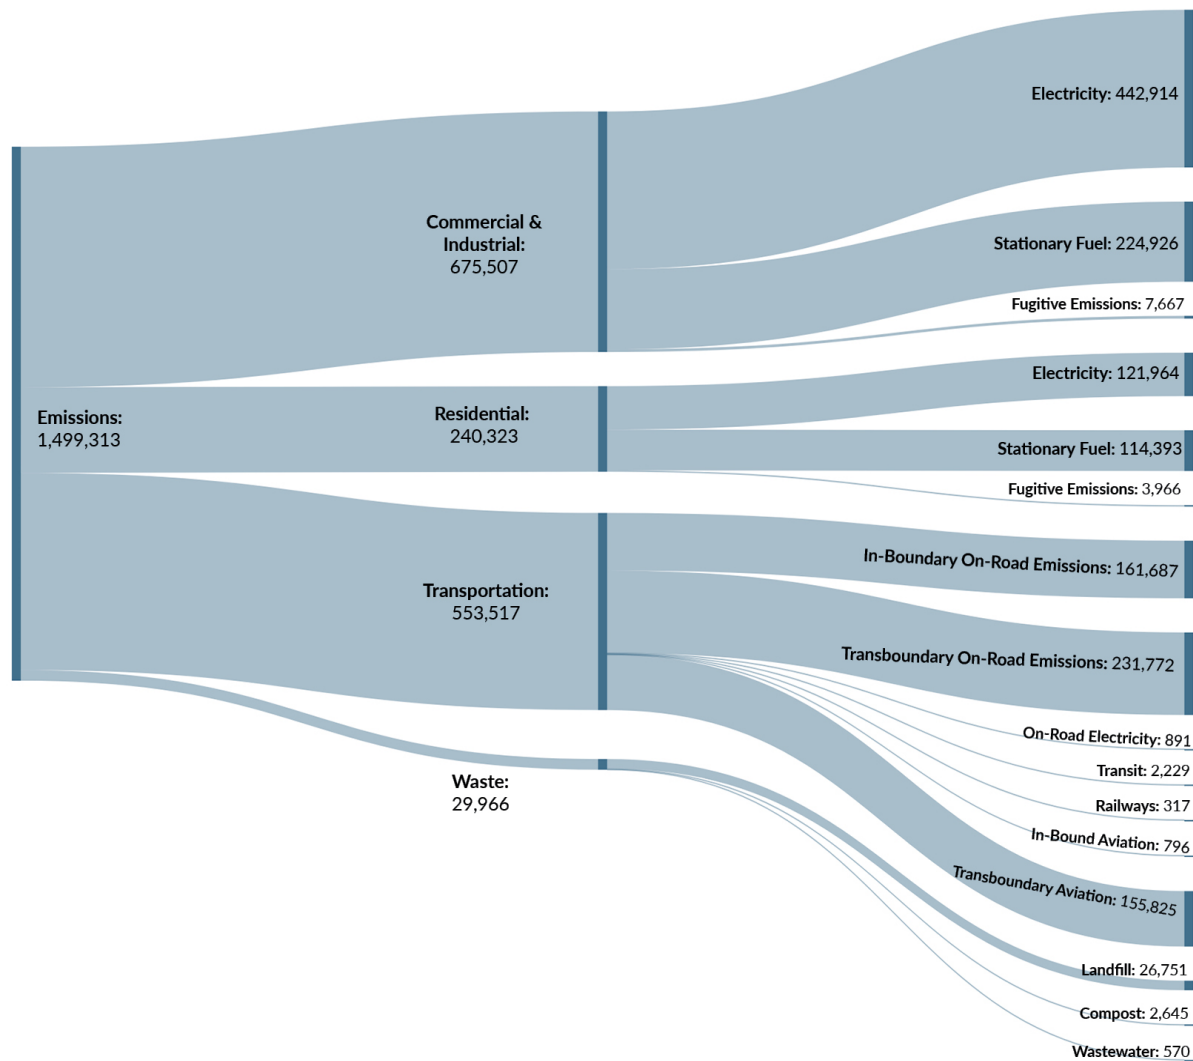 Emissions:
1,499,313
Commercial &
Industrial:
675,507
Residential:
240,323
Transportation:
553,517
Waste:
29,966
Electricity: 442,914
Stationary Fuel: 224,926
Fugitive Emissions: 7,667
Electricity: 121,964
Stationary Fuel: 114,393
Fugitive Emissions: 3,966
In-Boundary On-Road Emissions: 161,687
Transboundary On-Road Emissions: 231,772
On-Road Electricity: 891
Transit: 2,229
Railways: 317
In-Bound Aviation: 796
Transboundary Aviation: 155,825
Landfill: 26,751
Compost: 2,645
Wastewater: 570